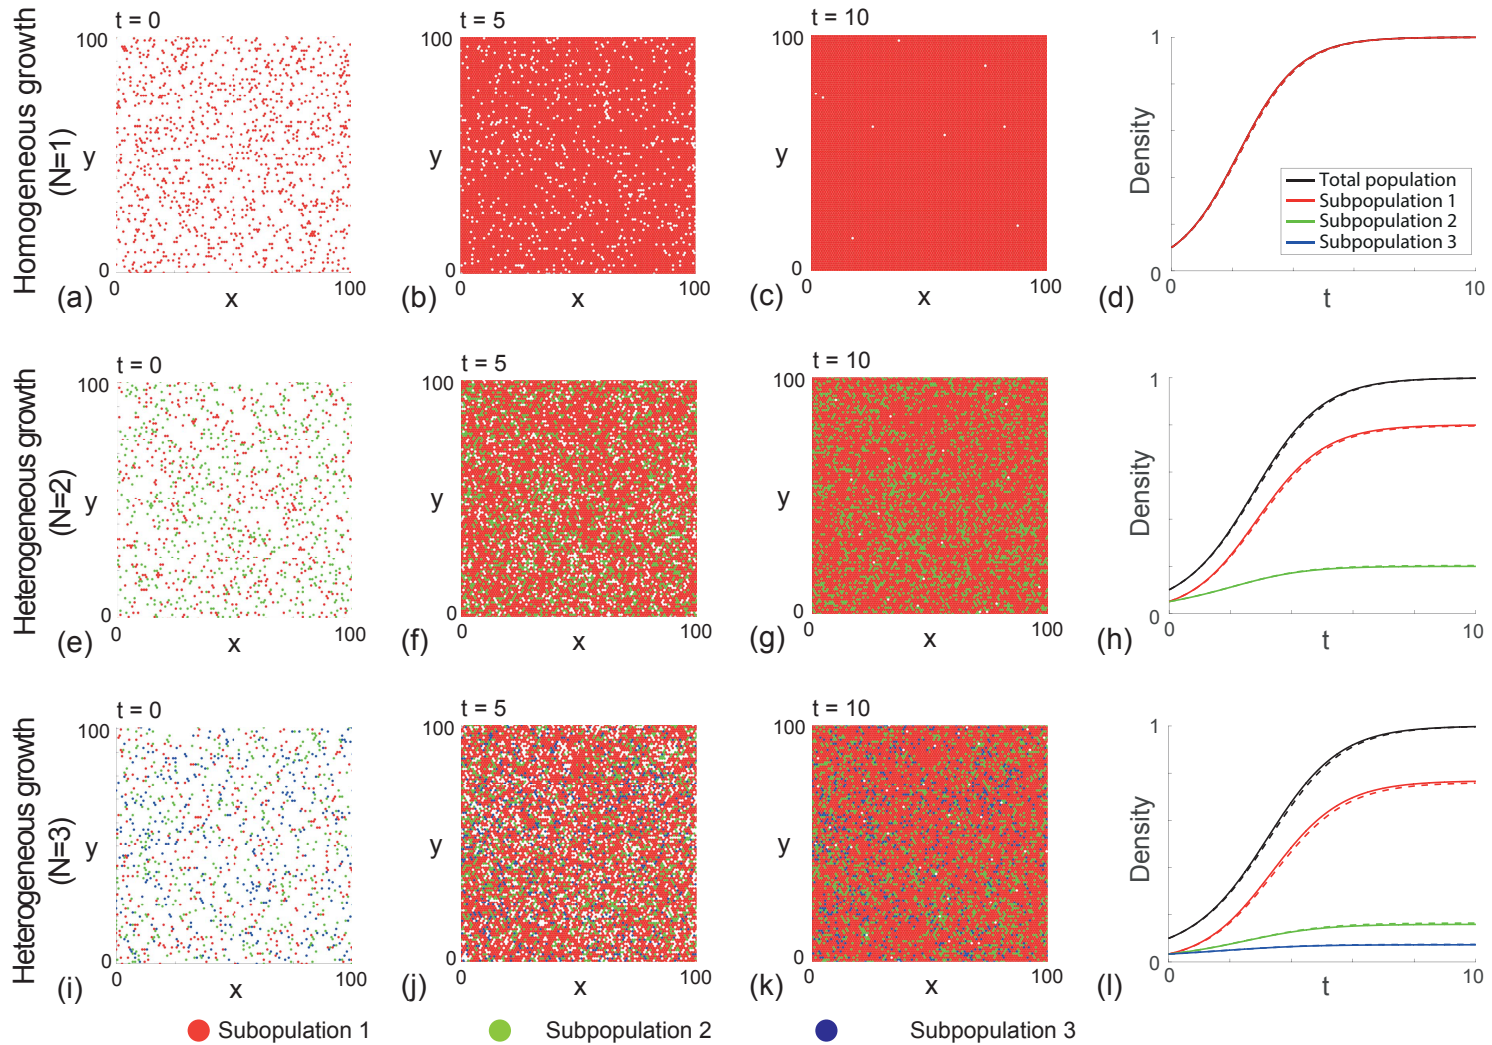 Homogeneous growth
(N=1)
t = 0
100
y
0
(a)
0
x
100
t = 5
100
y
0
(b)
0
x
100
t = 10
100
y
0
(c)
0
x
100
1
Density
Total population
Subpopulation 1
Subpopulation 2
Subpopulation 3
0
(d)
0
t
10
Heterogeneous growth
(N=2)
t = 0
100
y
0
(e)
0
x
100
t = 5
100
y
0
(f)
0
x
100
t = 10
100
y
0
(g)
0
x
100
1
Density
0
(h)
0
t
10
Heterogeneous growth
(N=3)
t = 0
100
y
0
(i)
0
x
100
t = 5
100
y
0
(j)
0
x
100
t = 10
100
y
0
(k)
0
x
100
1
Density
0
(l)
0
t
10
Subopulation 1
Subpopulation 2
Subpopulation 3